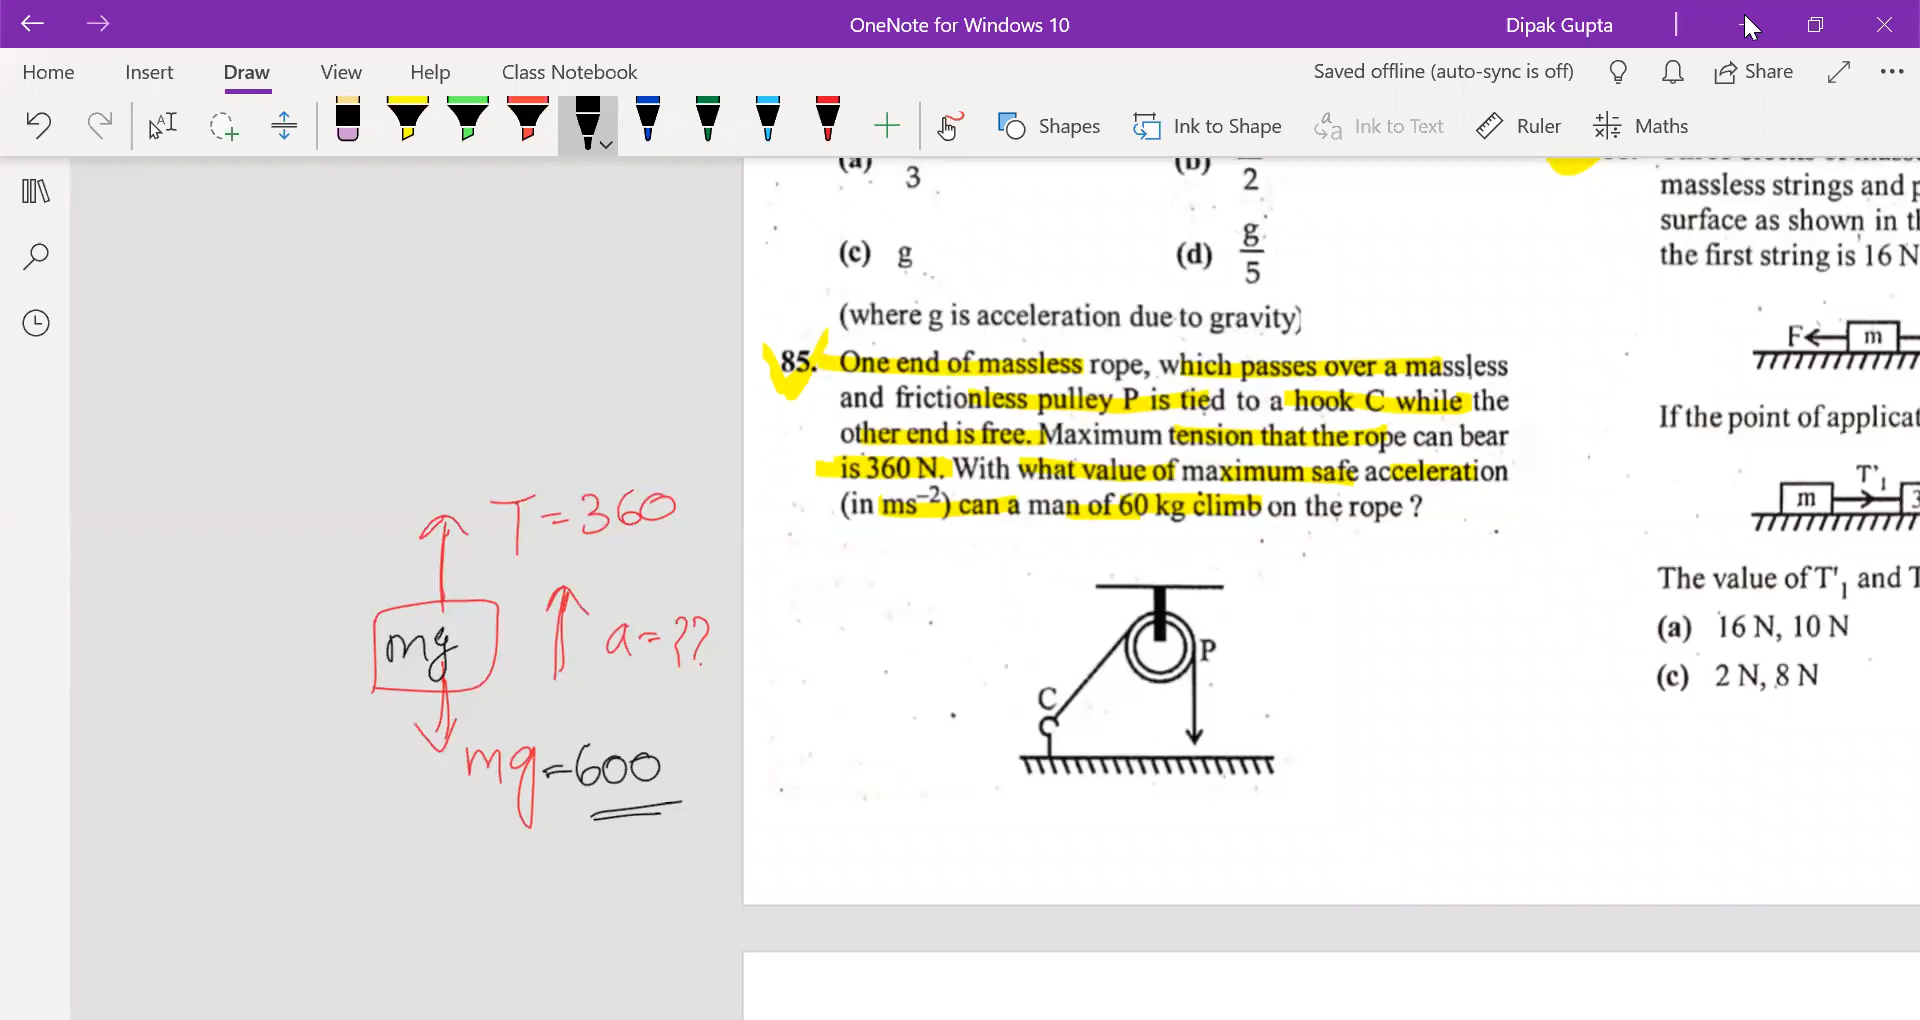 OneNote for Windows 10
Dipak Gupta
Home Insert Draw View Help Class Notebook
Saved offline (auto-sync is off) Share
Shapes Ink to Shape Ink to Text Ruler Maths
(a) 3 (b) 2
(c) g (d) g/5
(where g is acceleration due to gravity)
85. One end of massless rope, which passes over a massless
and frictionless pulley P is tied to a hook C while the
other end is free. Maximum tension that the rope can bear
is 360 N. With what value of maximum safe acceleration
(in ms⁻²) can a man of 60 kg climb on the rope ?
P
C
T=360
mg
a=??
mg=600
massless strings and p
surface as shown in th
the first string is 16 N
F m
If the point of applicat
m T'₁ 3
The value of T'₁ and T
(a) 16 N, 10 N
(c) 2 N, 8 N